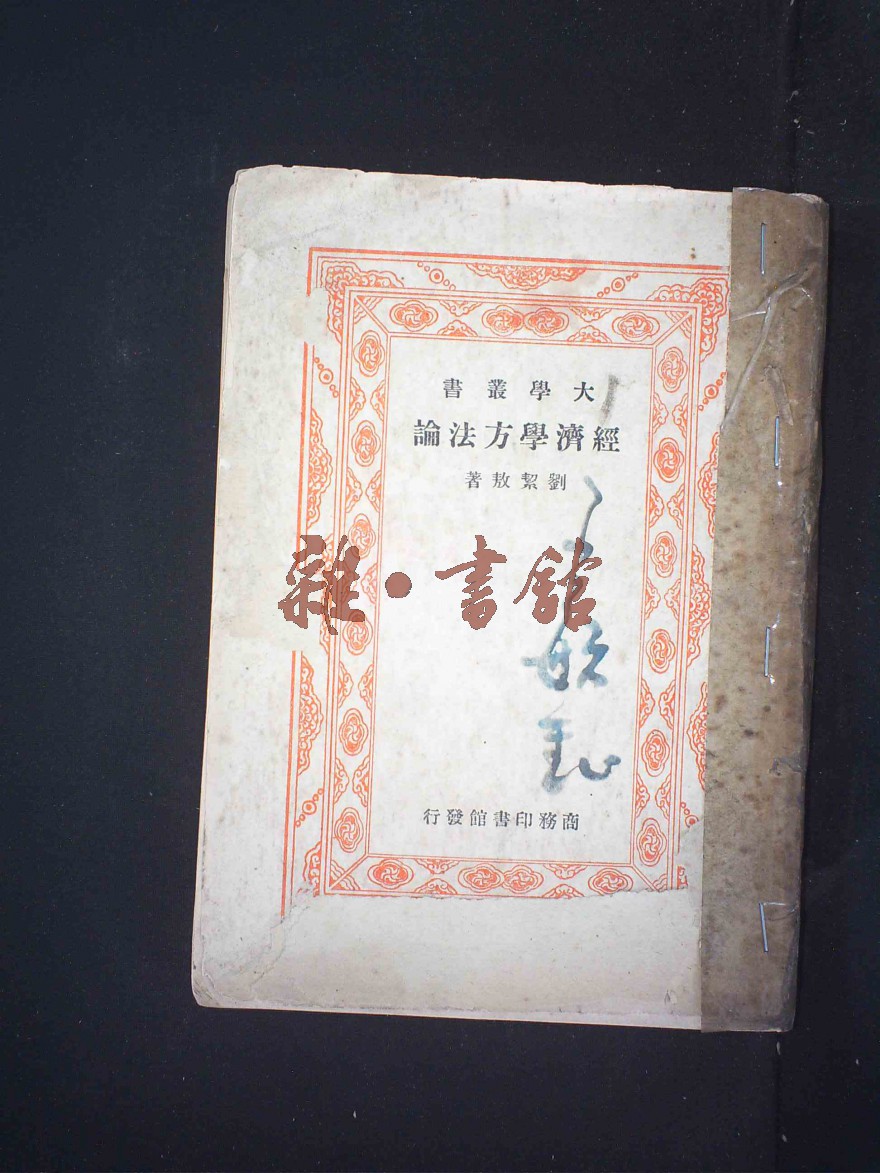 大學叢書
經濟學方法論
劉絜敖著
雜·書館
商務印書館發行